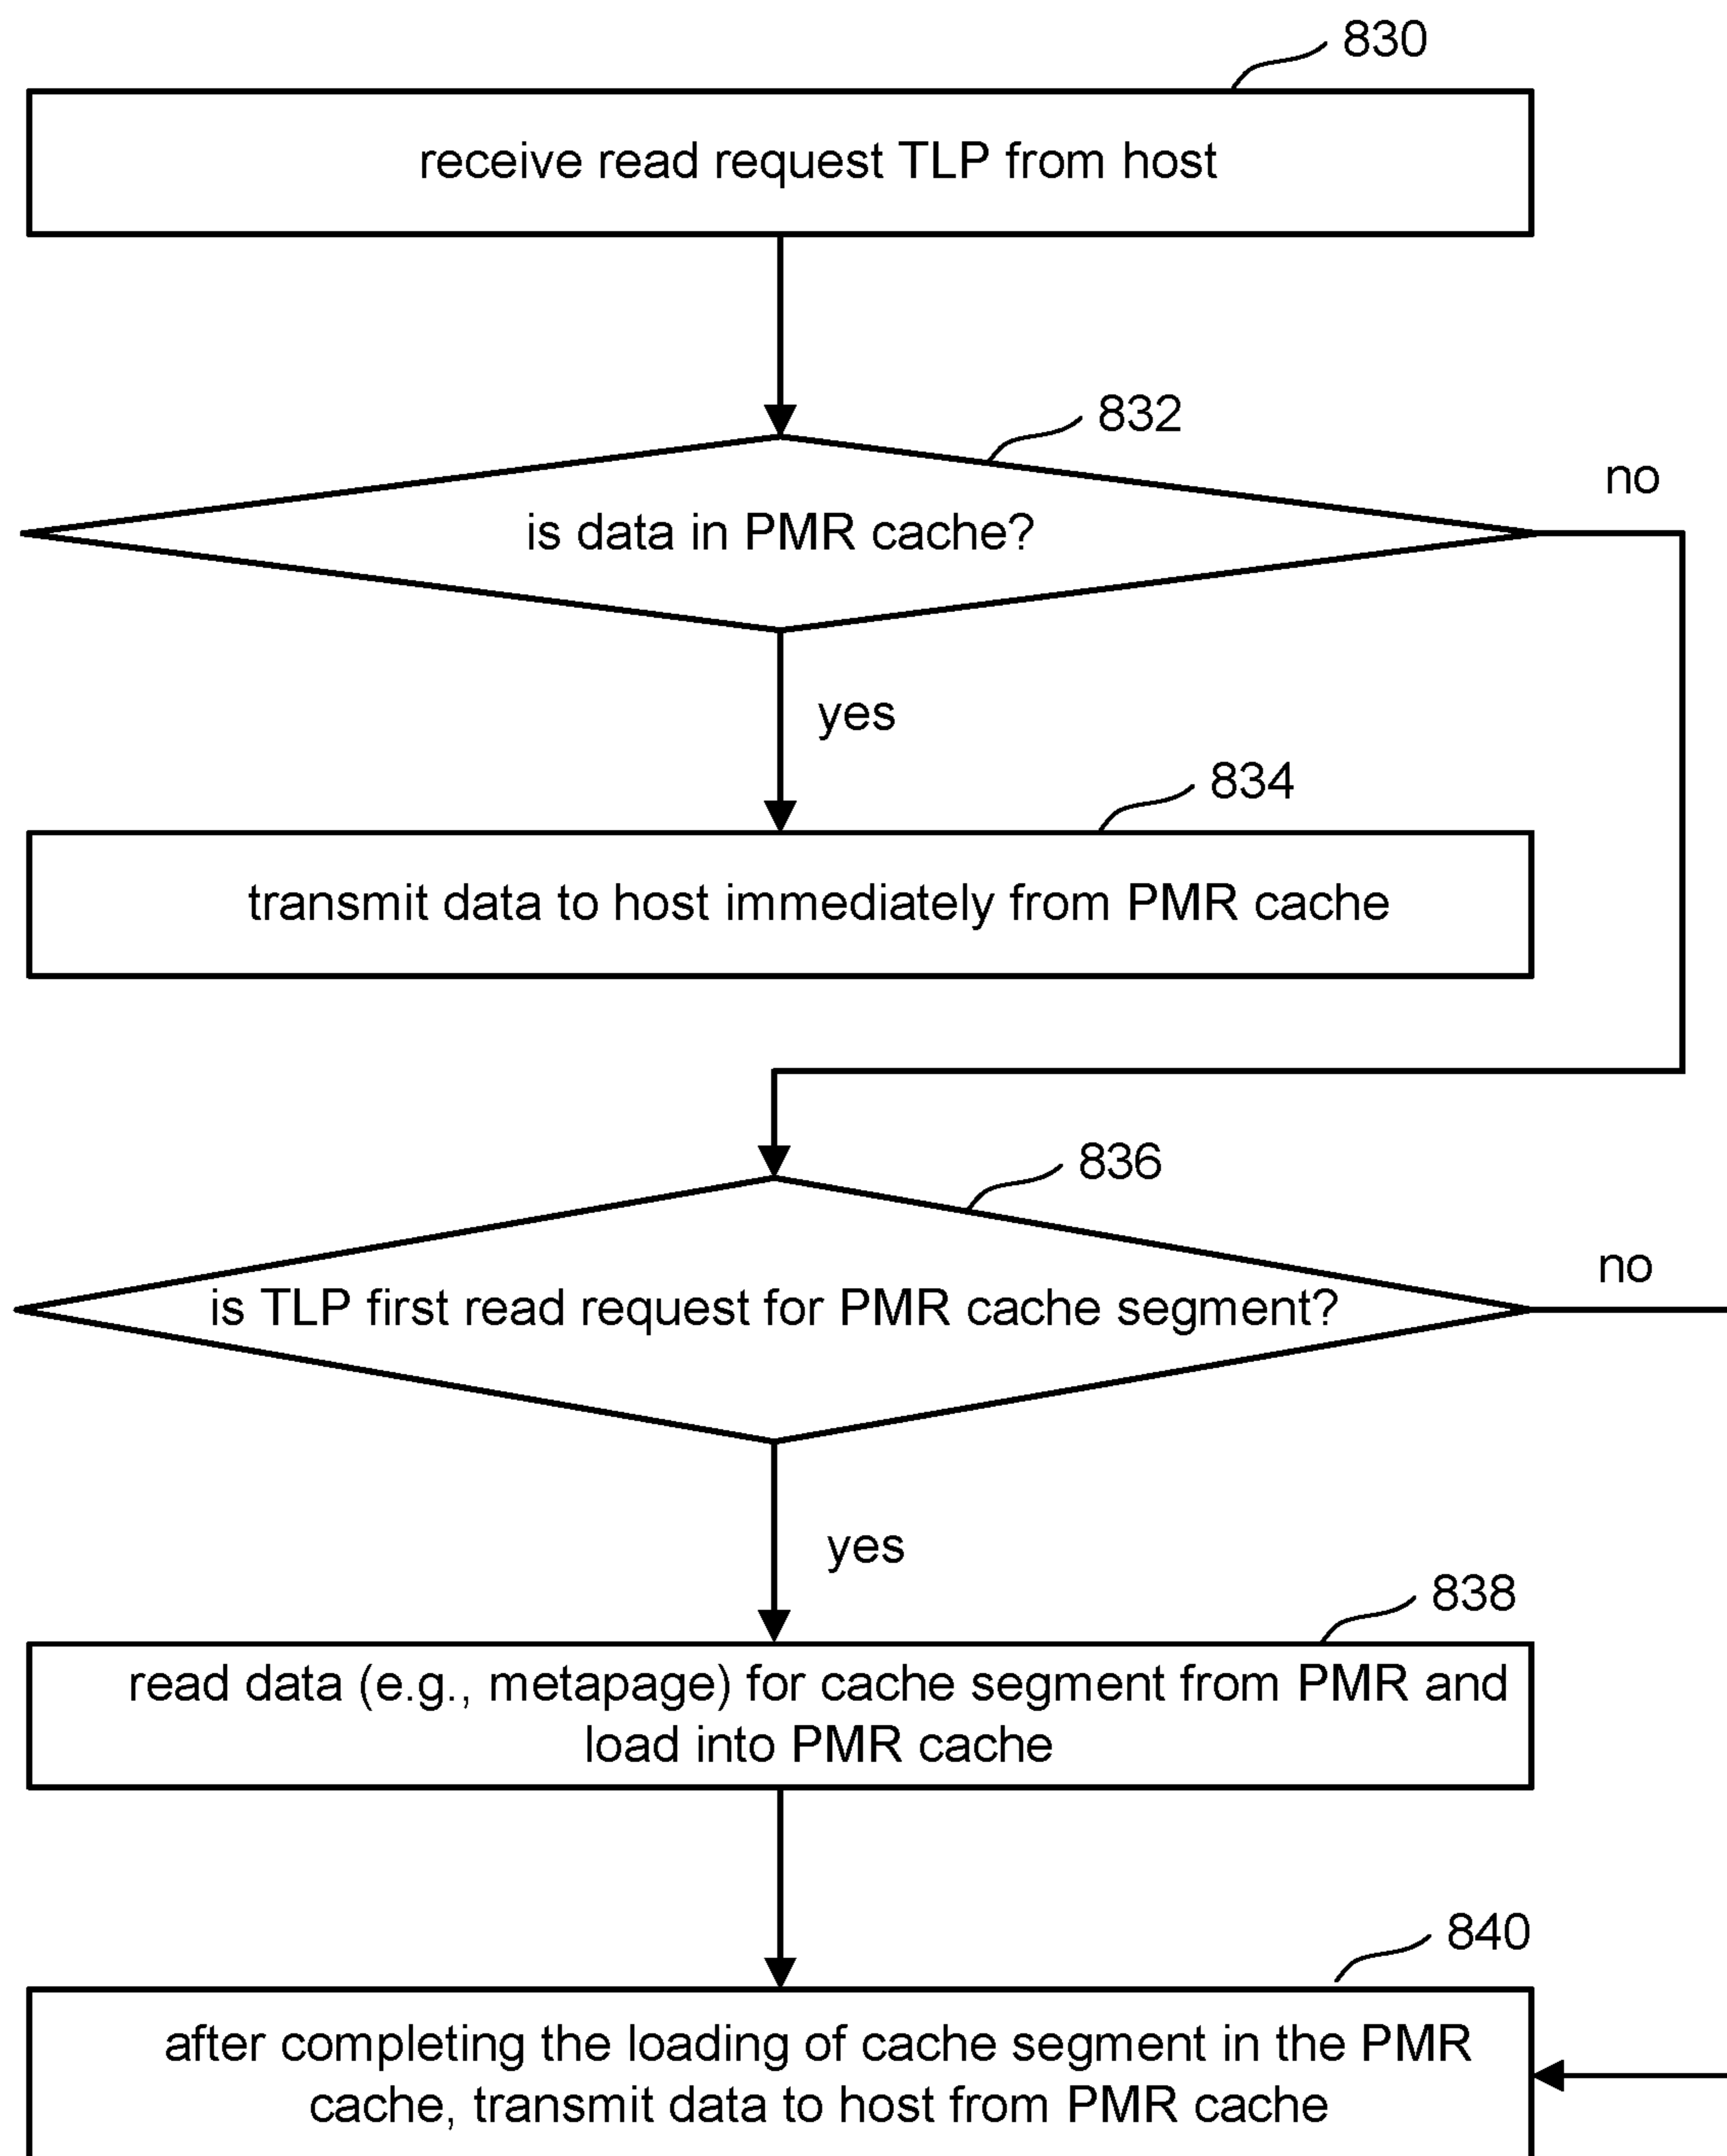 830
receive read request TLP from host
832
no
is data in PMR cache?
yes
834
transmit data to host immediately from PMR cache
836
no
is TLP first read request for PMR cache segment?
yes
838
read data (e.g., metapage) for cache segment from PMR and
load into PMR cache
840
after completing the loading of cache segment in the PMR
cache, transmit data to host from PMR cache